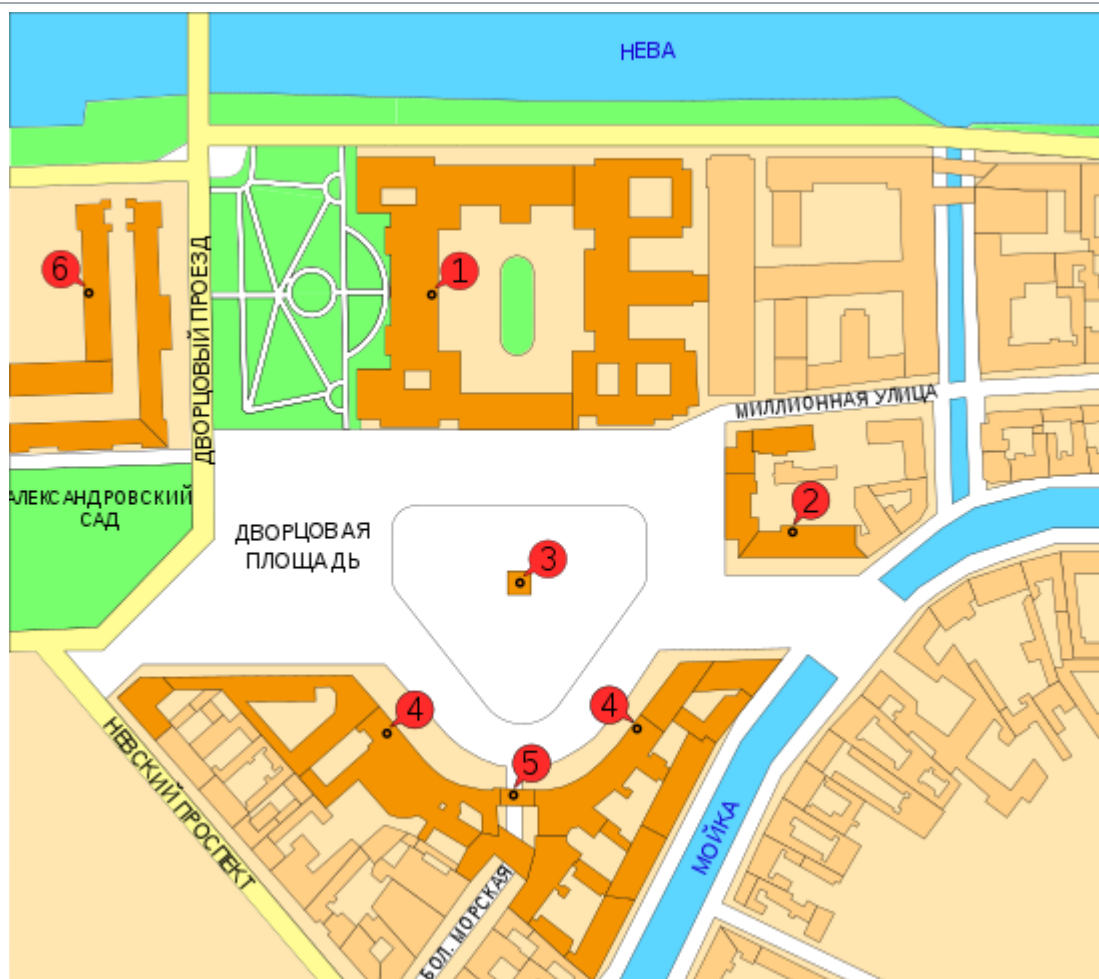 НЕВА
6
ДВОРЦОВЫЙ ПРОЕЗД
1
МИЛЛИОННАЯ УЛИЦА
АЛЕКСАНДРОВСКИЙ
САД
ДВОРЦОВАЯ
ПЛОЩАДЬ
2
3
4
4
5
НЕВСКИЙ ПРОСПЕКТ
МОЙКА
БОЛ. МОРСКАЯ